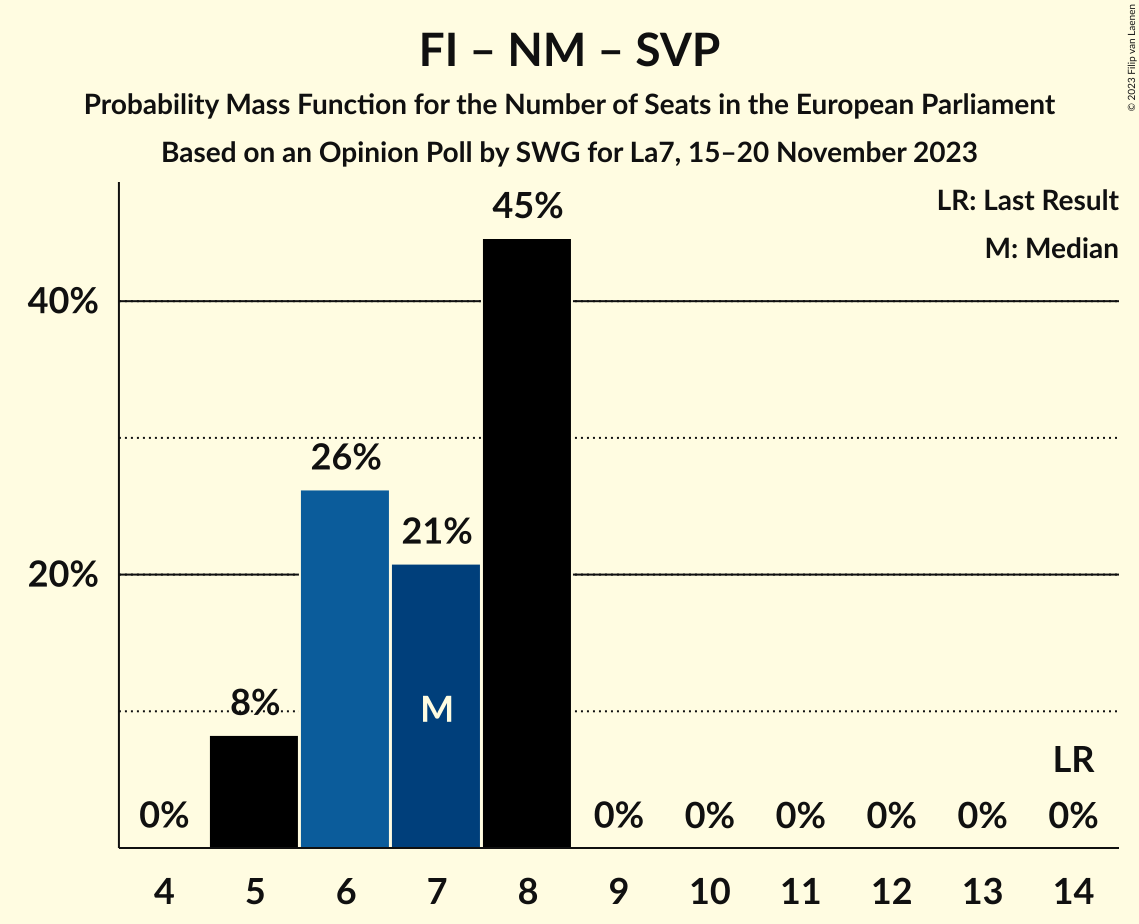 FI – NM – SVP
Probability Mass Function for the Number of Seats in the European Parliament
Based on an Opinion Poll by SWG for La7, 15–20 November 2023
© 2023 Filip van Laenen
LR: Last Result
M: Median
45%
40%
26%
21%
20%
8%
M
LR
0%
0%
0%
0%
0%
0%
0%
4 5 6 7 8 9 10 11 12 13 14